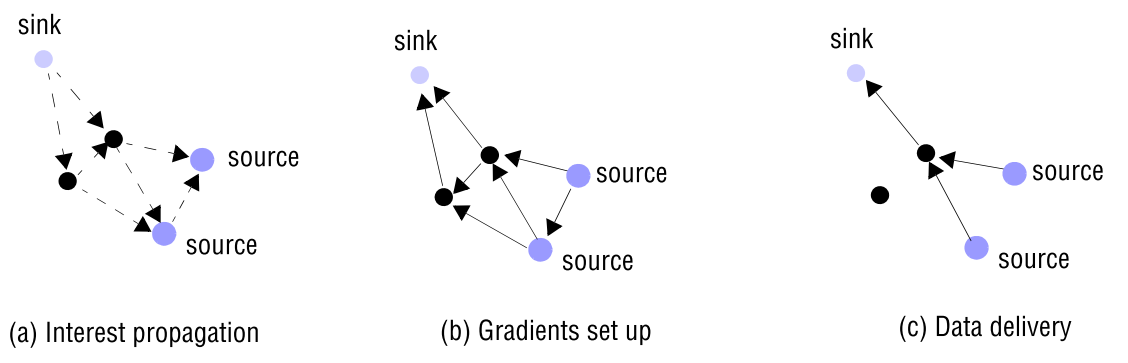 sink
source
source
(a) Interest propagation
sink
source
source
(b) Gradients set up
sink
source
source
(c) Data delivery